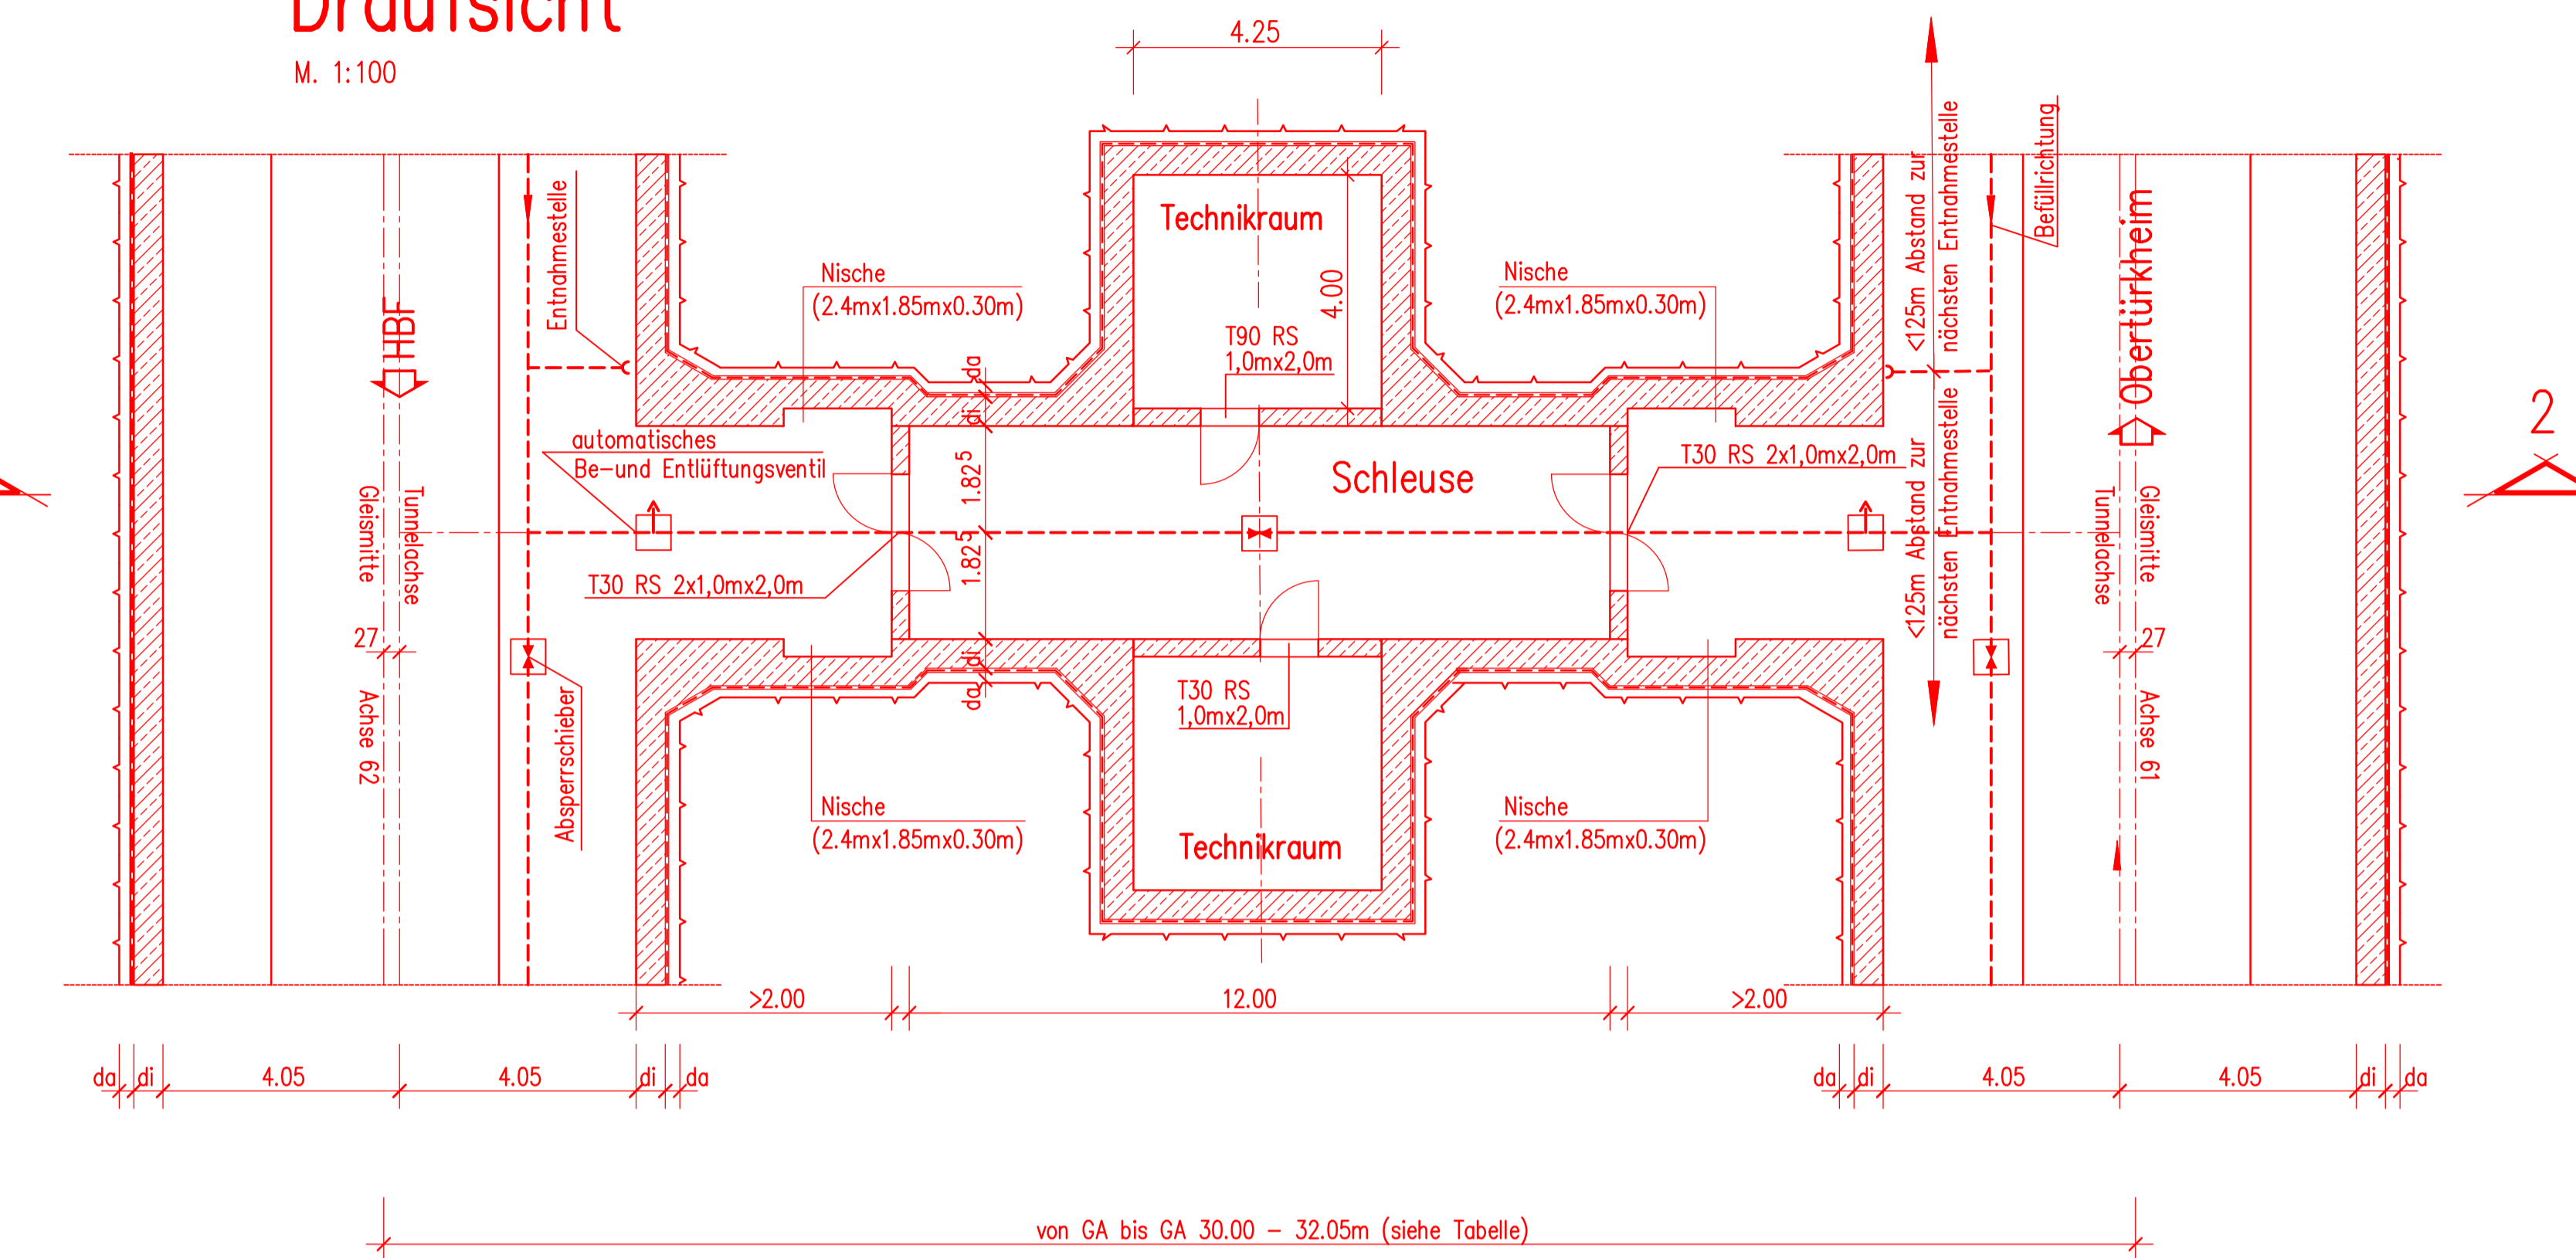 Draufsicht
M. 1:100
4.25
Technikraum
4.00
T90 RS
1,0mx2,0m
Nische
(2.4mx1.85mx0.30m)
Nische
(2.4mx1.85mx0.30m)
Entnahmestelle
HBF
automatisches
Be-und Entlüftungsventil
Gleismitte
Tunnelachse
27
Achse 62
Absperrschieber
T30 RS 2x1,0mx2,0m
da
di
1.82⁵
1.82⁵
di
da
Schleuse
T30 RS 2x1,0mx2,0m
<125m Abstand zur
nächsten Entnahmestelle
<125m Abstand zur
nächsten Entnahmestelle
Befüllrichtung
Obertürkheim
Tunnelachse
Gleismitte
27
Achse 61
2
T30 RS
1,0mx2,0m
Technikraum
Nische
(2.4mx1.85mx0.30m)
Nische
(2.4mx1.85mx0.30m)
>2.00
12.00
>2.00
da
di
4.05
4.05
di
da
da
di
4.05
4.05
di
da
von GA bis GA 30.00 – 32.05m (siehe Tabelle)